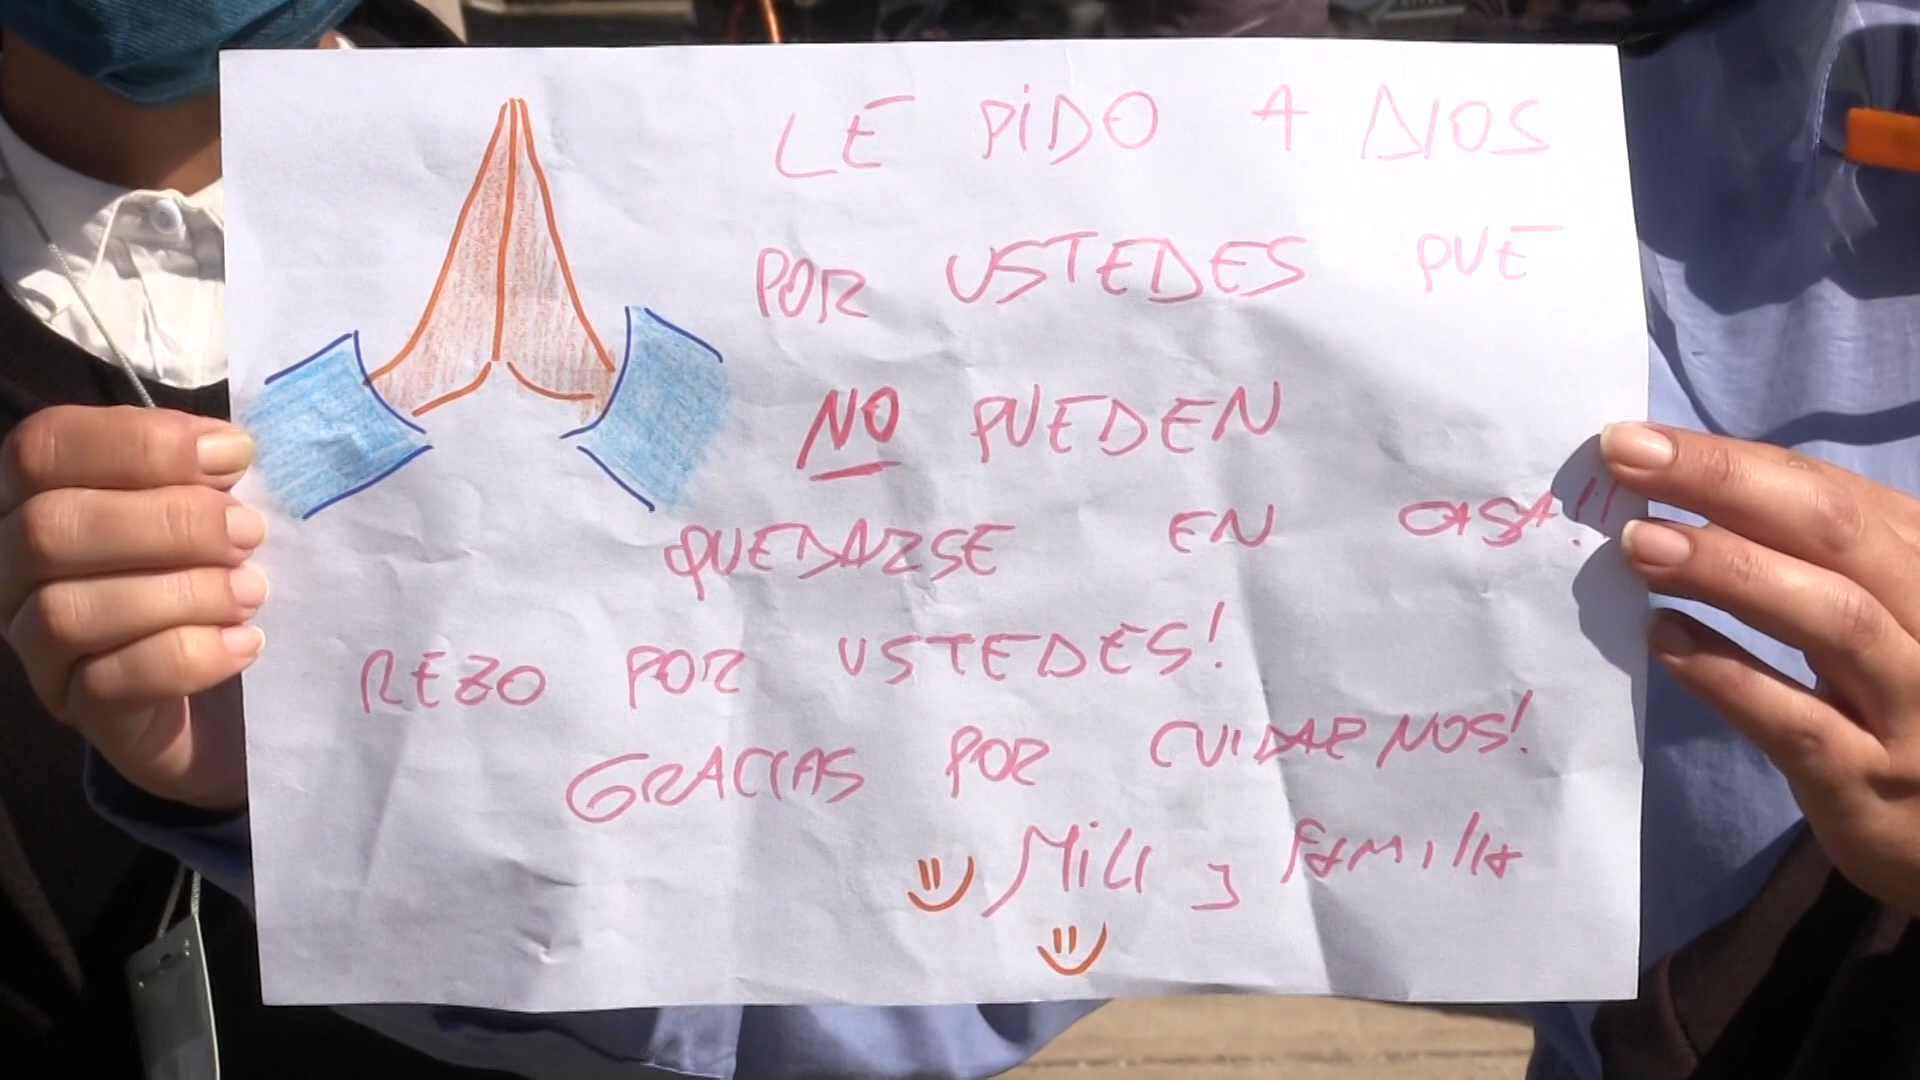 LE PIDO A DIOS
POR USTEDES QUE
NO PUEDEN
QUEDARSE EN CASA!!
REZO POR USTEDES!
GRACIAS POR CUIDARNOS!
MiLi y FAMiliA